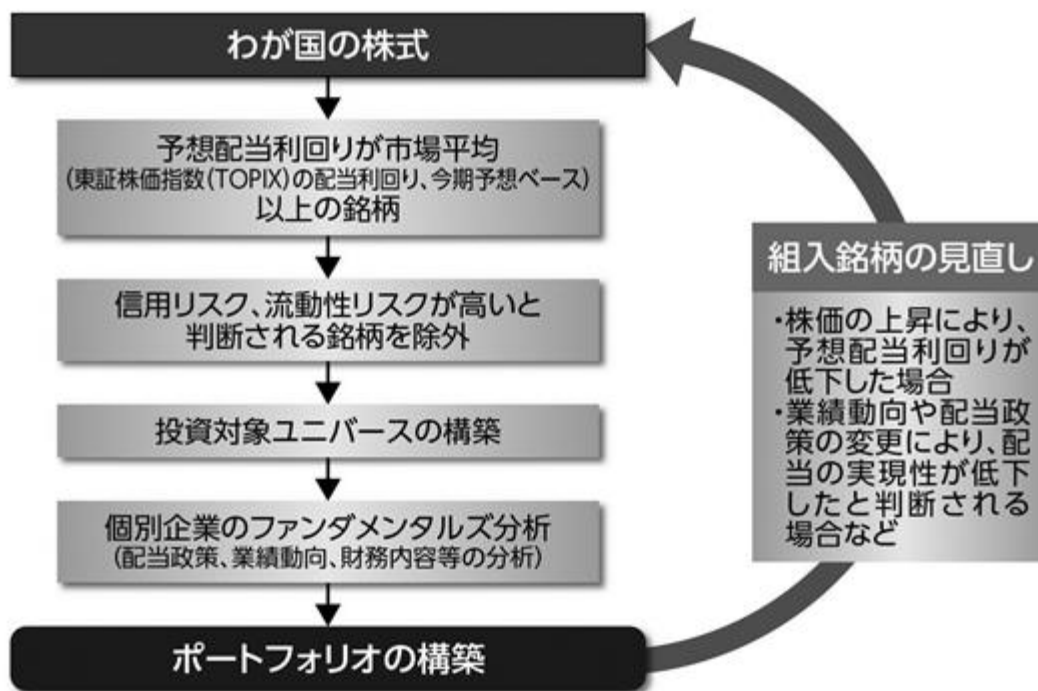 わが国の株式
予想配当利回りが市場平均
(東証株価指数(TOPIX)の配当利回り、今期予想ベース)
以上の銘柄
信用リスク、流動性リスクが高いと
判断される銘柄を除外
投資対象ユニバースの構築
個別企業のファンダメンタルズ分析
(配当政策、業績動向、財務内容等の分析)
ポートフォリオの構築
組入銘柄の見直し
・株価の上昇により、
予想配当利回りが
低下した場合
・業績動向や配当政
策の変更により、配
当の実現性が低下
したと判断される
場合など